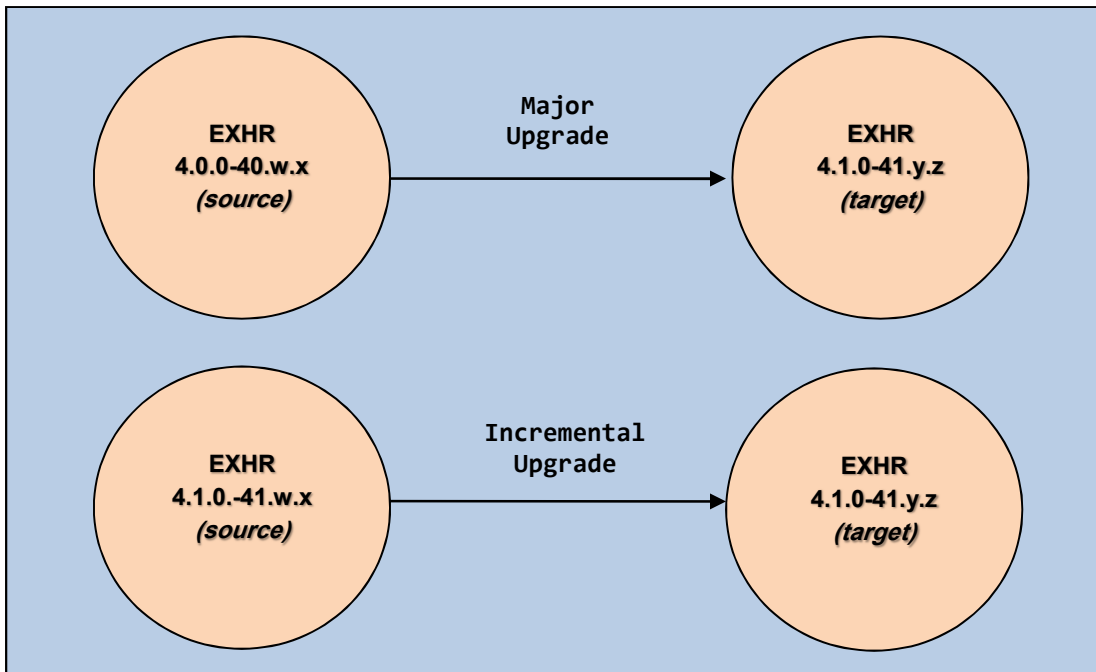 EXHR
4.0.0-40.w.x
(source)
Major
Upgrade
EXHR
4.1.0-41.y.z
(target)
EXHR
4.1.0.-41.w.x
(source)
Incremental
Upgrade
EXHR
4.1.0-41.y.z
(target)